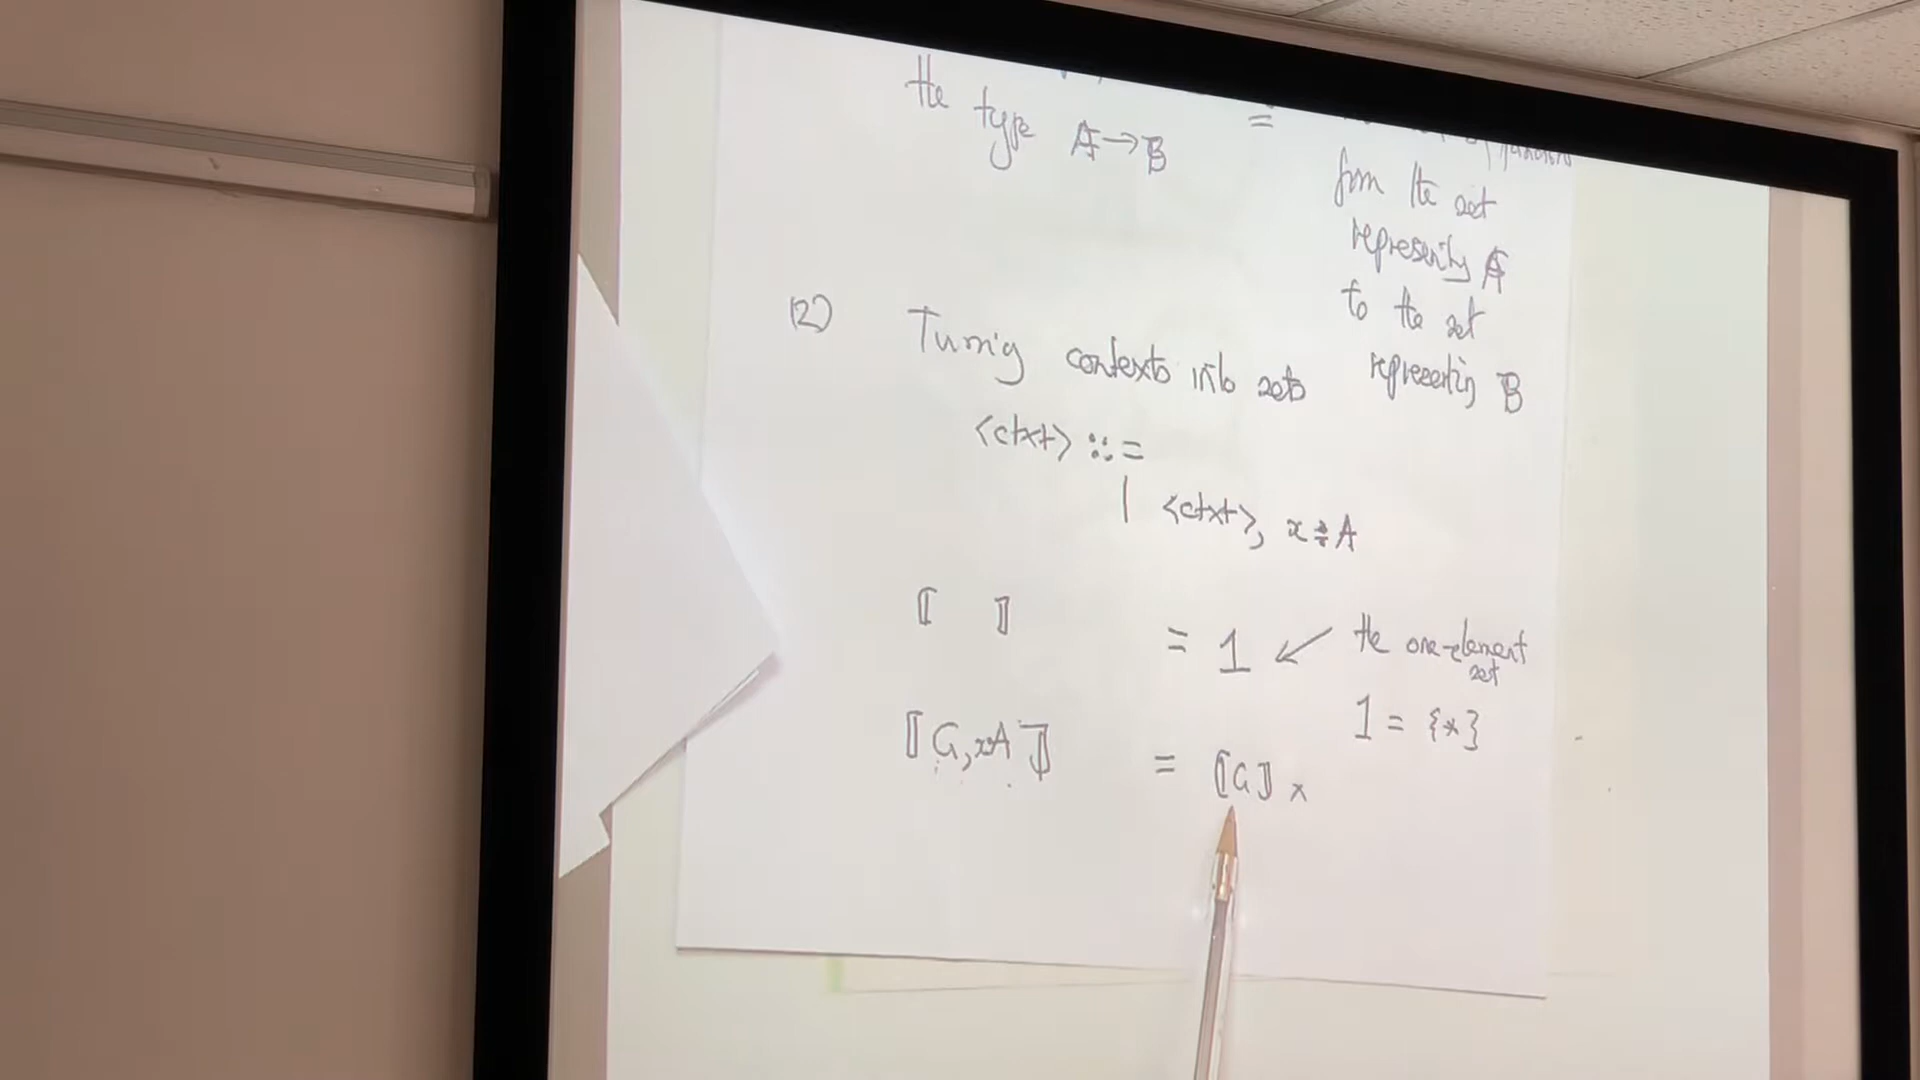 the type A→B =
from the set
representing A
to the set
representing B
(2) Turning contexts into sets
<ctxt> ::=
| <ctxt>, x:A
⟦ ⟧ = 1 ↙ the one-element set
1 = {*}
⟦G, x:A⟧ = ⟦G⟧ ×